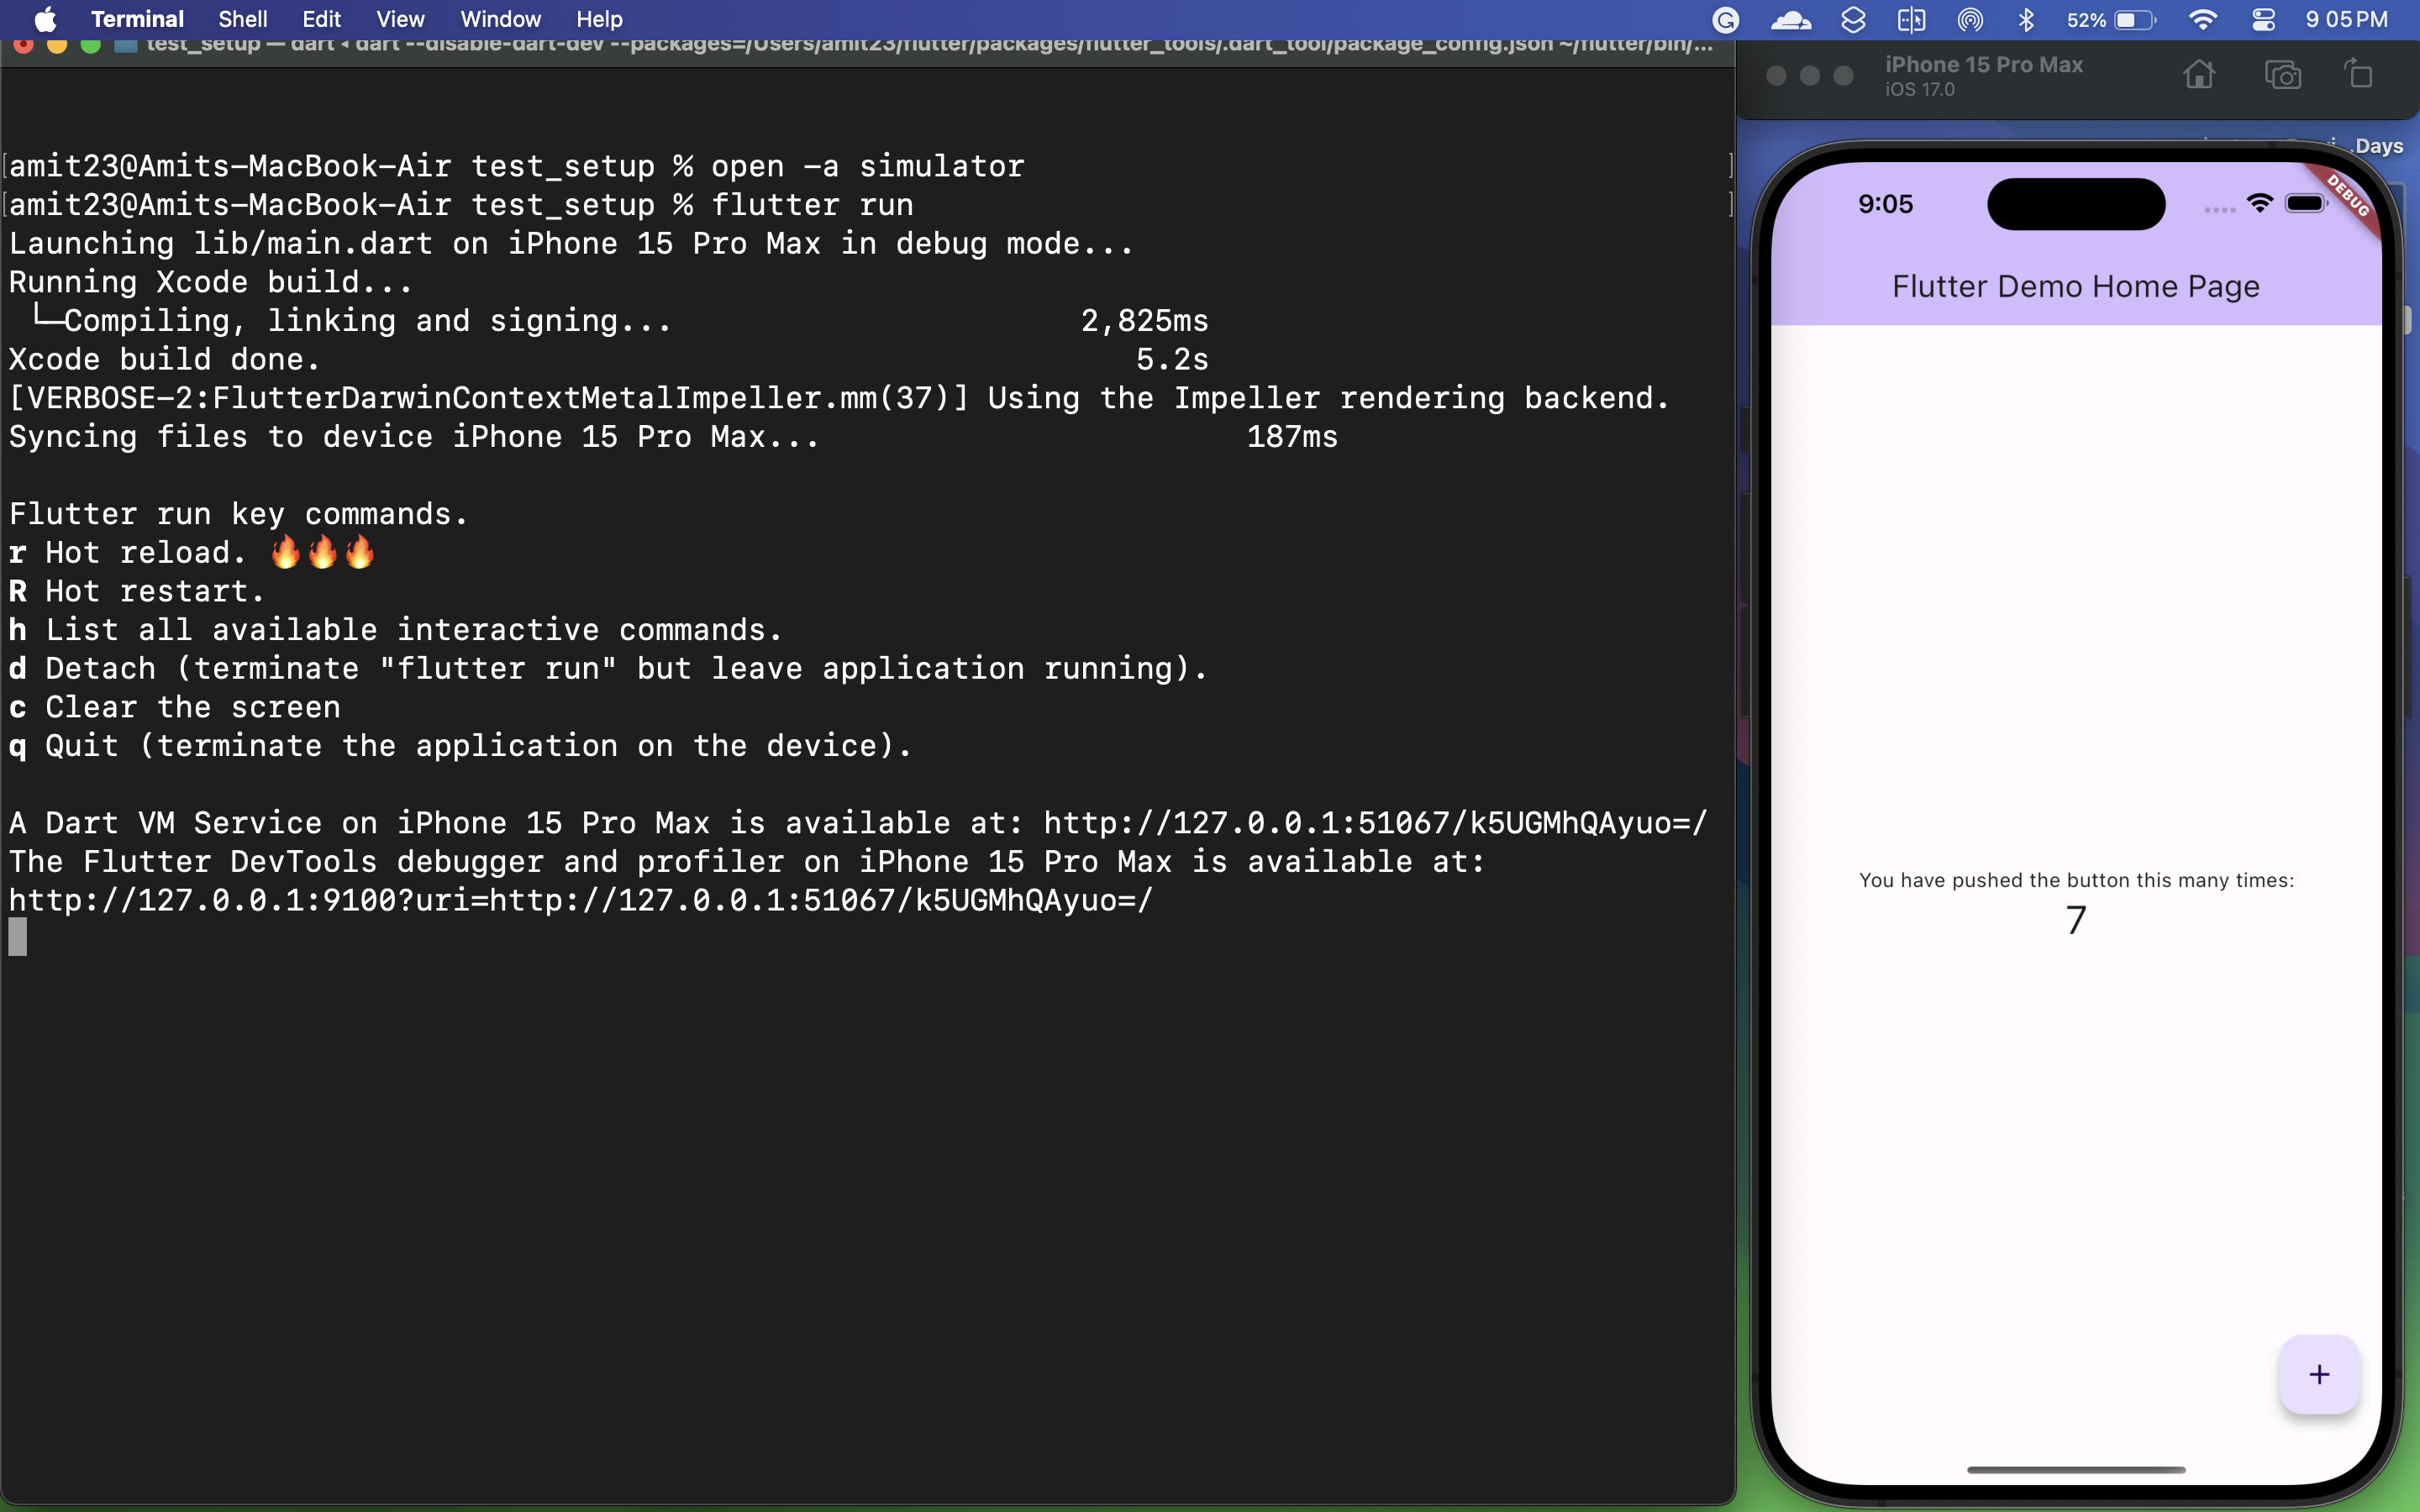 Terminal Shell Edit View Window Help 52% 9 05 PM
test_setup — dart ◂ dart --disable-dart-dev --packages=/Users/amit23/flutter/packages/flutter_tools/.dart_tool/package_config.json ~/flutter/bin/...
amit23@Amits-MacBook-Air test_setup % open -a simulator
amit23@Amits-MacBook-Air test_setup % flutter run
Launching lib/main.dart on iPhone 15 Pro Max in debug mode...
Running Xcode build...
└─Compiling, linking and signing... 2,825ms
Xcode build done. 5.2s
[VERBOSE-2:FlutterDarwinContextMetalImpeller.mm(37)] Using the Impeller rendering backend.
Syncing files to device iPhone 15 Pro Max... 187ms
Flutter run key commands.
r Hot reload. 🔥🔥🔥
R Hot restart.
h List all available interactive commands.
d Detach (terminate "flutter run" but leave application running).
c Clear the screen
q Quit (terminate the application on the device).
A Dart VM Service on iPhone 15 Pro Max is available at: http://127.0.0.1:51067/k5UGMhQAyuo=/
The Flutter DevTools debugger and profiler on iPhone 15 Pro Max is available at:
http://127.0.0.1:9100?uri=http://127.0.0.1:51067/k5UGMhQAyuo=/
iPhone 15 Pro Max
iOS 17.0
Days
9:05
DEBUG
Flutter Demo Home Page
You have pushed the button this many times:
7
+